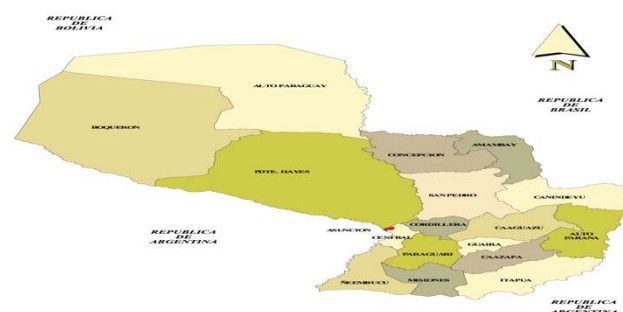 REPUBLICA
DE
BOLIVIA
ALTO PARAGUAY
N
REPUBLICA
DE
BRASIL
BOQUERON
CONCEPCION
AMAMBAY
PDTE. HAYES
SAN PEDRO
CANINDEYU
REPUBLICA
DE
ARGENTINA
ASUNCION
CORDILLERA
CENTRAL
CAAGUAZU
ALTO
PARANA
GUAIRA
PARAGUARI
CAAZAPA
ÑEEMBUCU
MISIONES
ITAPUA
REPUBLICA
DE
ARGENTINA